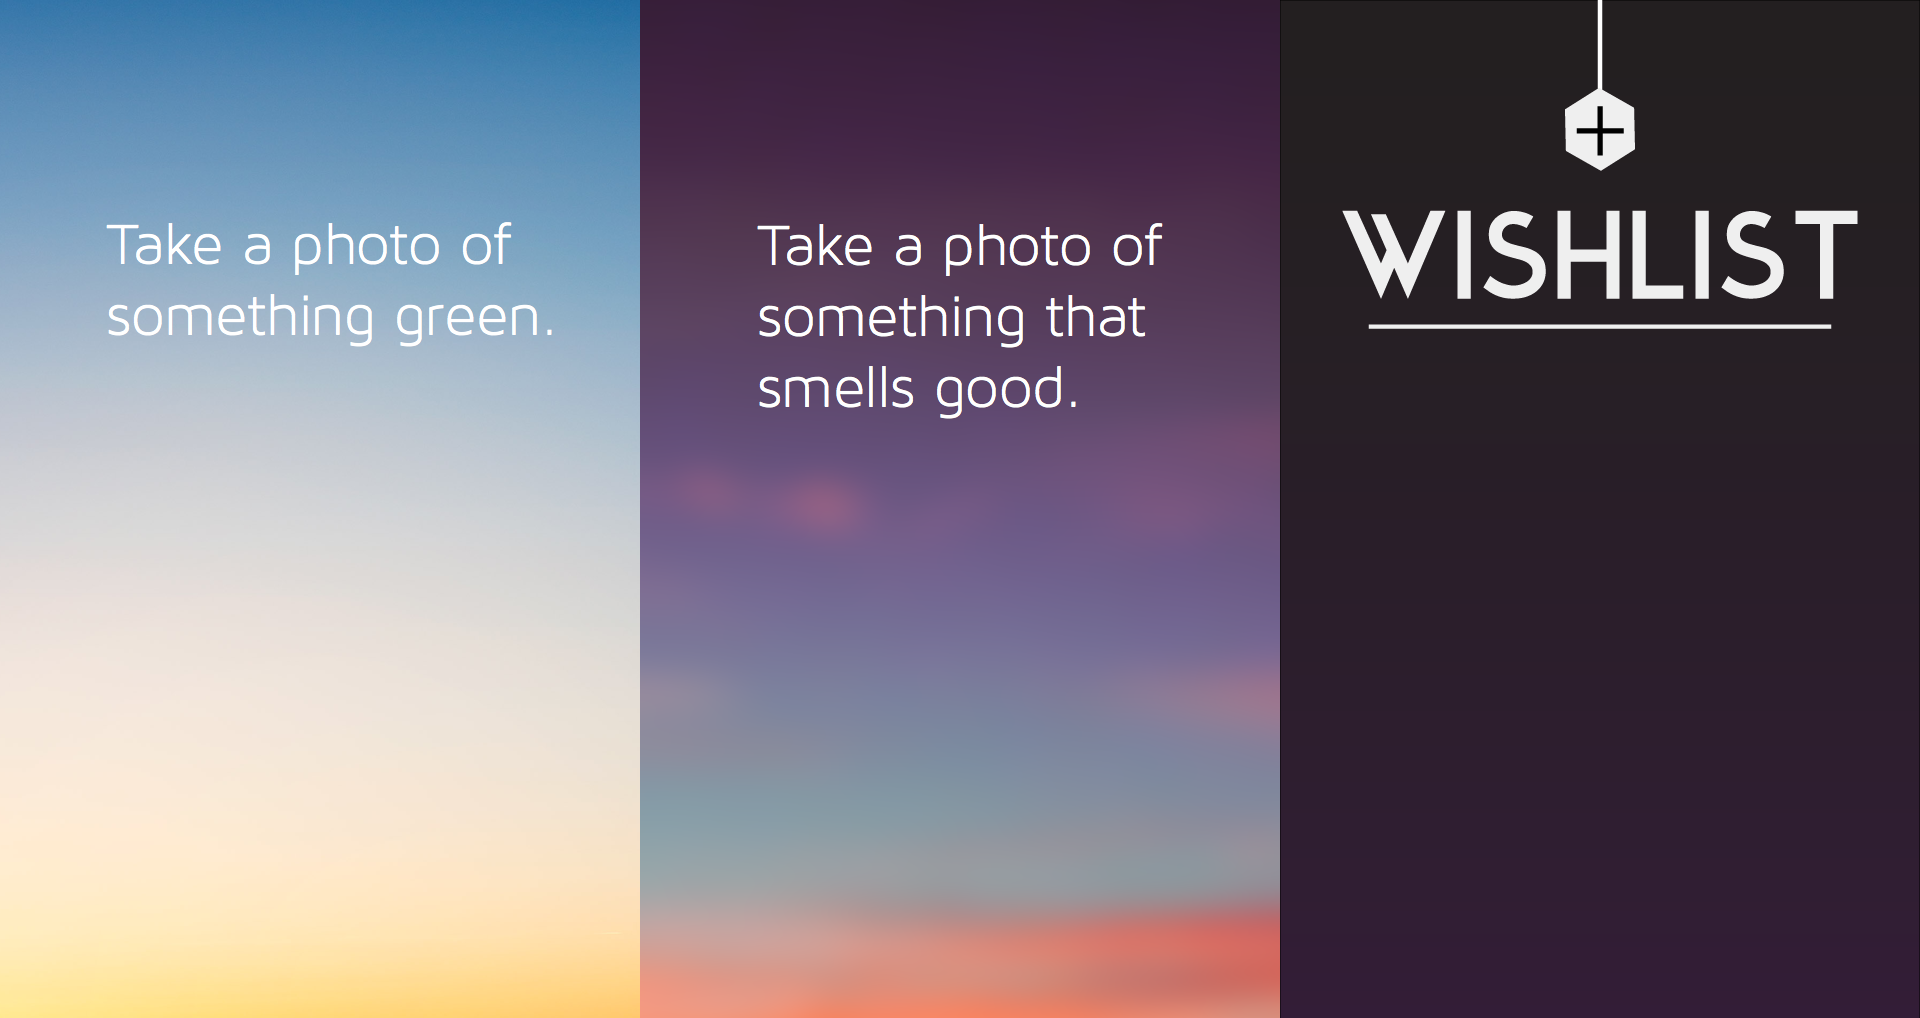 Take a photo of
something green.
Take a photo of
something that
smells good.
WISHLIST